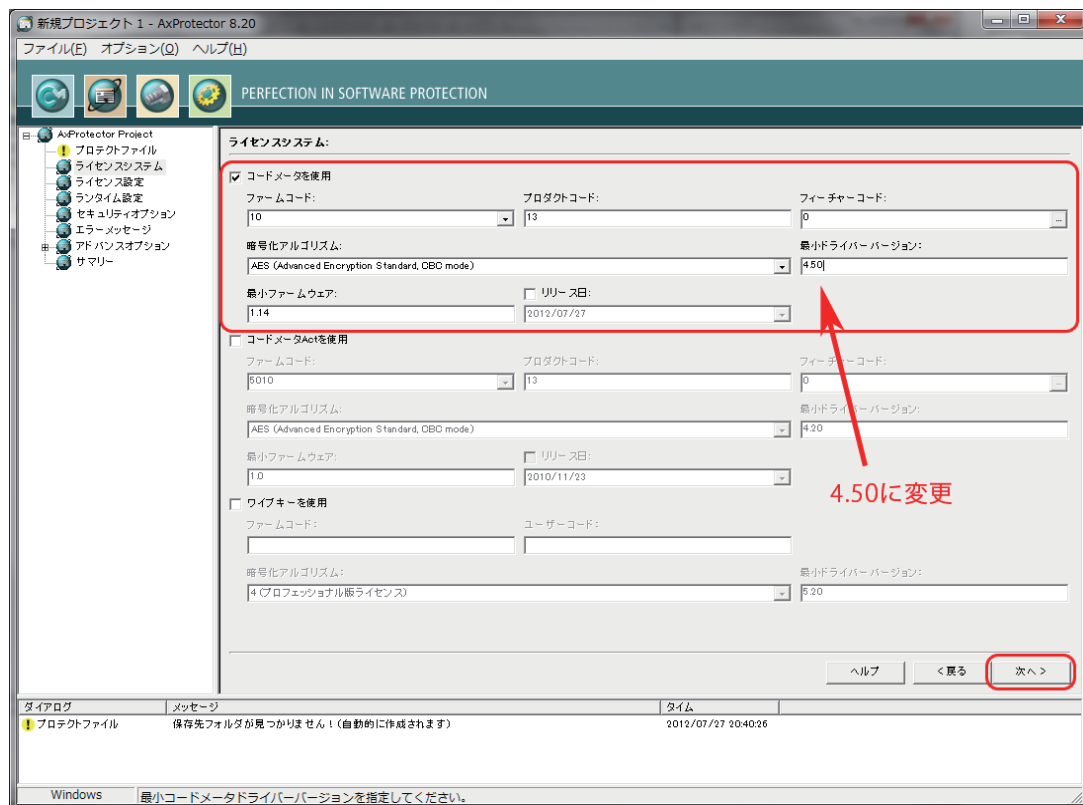 新規プロジェクト 1 - AxProtector 8.20
ファイル(F) オプション(O) ヘルプ(H)
PERFECTION IN SOFTWARE PROTECTION
AxProtector Project
プロテクトファイル
ライセンスシステム
ライセンス設定
ランタイム設定
セキュリティオプション
エラーメッセージ
アドバンスオプション
サマリー
ライセンスシステム:
コードメータを使用
ファームコード: プロダクトコード: フィーチャーコード:
10 13 0 ...
暗号化アルゴリズム: 最小ドライバーバージョン:
AES (Advanced Encryption Standard, CBC mode) 4.50
最小ファームウェア: リリース日:
1.14 2012/07/27
コードメータActを使用
ファームコード: プロダクトコード: フィーチャーコード:
5010 13 0 ...
暗号化アルゴリズム: 最小ドライバーバージョン:
AES (Advanced Encryption Standard, CBC mode) 4.20
最小ファームウェア: リリース日:
1.0 2010/11/23
4.50に変更
ワイブキーを使用
ファームコード: ユーザーコード:
暗号化アルゴリズム: 最小ドライバーバージョン:
4 (プロフェッショナル版ライセンス) 5.20
ヘルプ <戻る 次へ>
ダイアログ メッセージ タイム
プロテクトファイル 保存先フォルダが見つかりません！(自動的に作成されます) 2012/07/27 20:40:26
Windows 最小コードメータドライバーバージョンを指定してください。